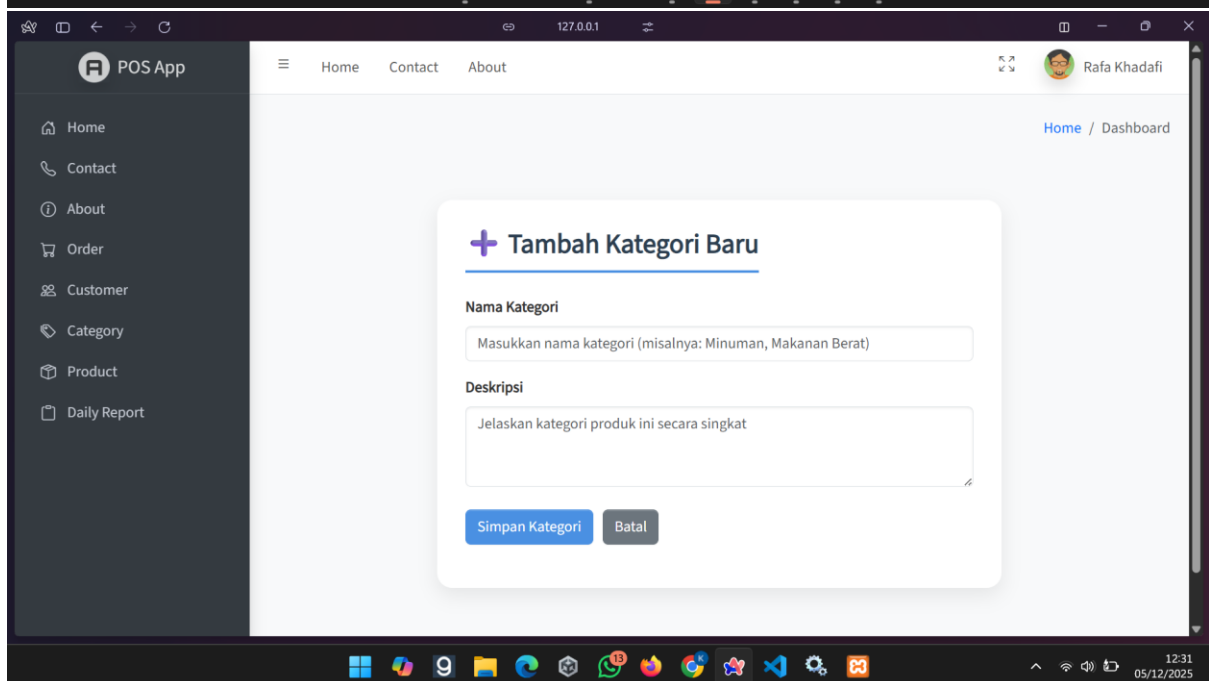 127.0.0.1
POS App
Home Contact About
Rafa Khadafi
Home
Contact
About
Order
Customer
Category
Product
Daily Report
Home / Dashboard
Tambah Kategori Baru
Nama Kategori
Masukkan nama kategori (misalnya: Minuman, Makanan Berat)
Deskripsi
Jelaskan kategori produk ini secara singkat
Simpan Kategori Batal
13
K
12:31
05/12/2025